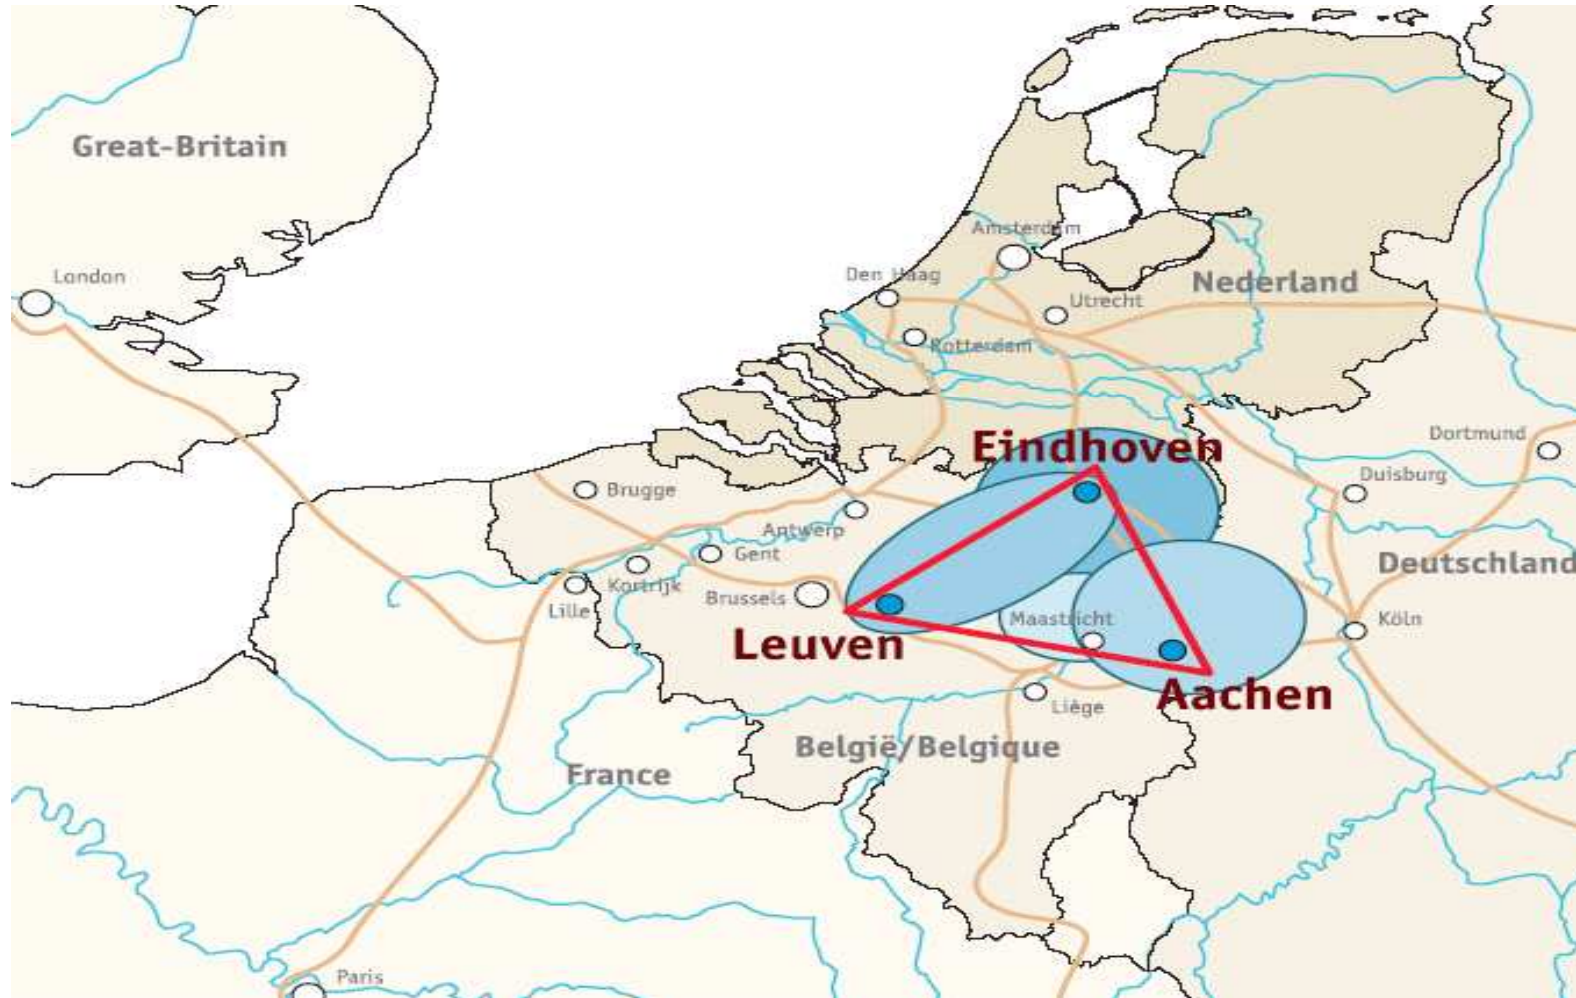 Great-Britain
London
Amsterdam
Den Haag
Nederland
Utrecht
Rotterdam
Eindhoven
Dortmund
Duisburg
Brugge
Antwerp
Gent
Deutschland
Kortrijk
Lille
Brussels
Maastricht
Köln
Leuven
Aachen
Liège
België/Belgique
France
Paris